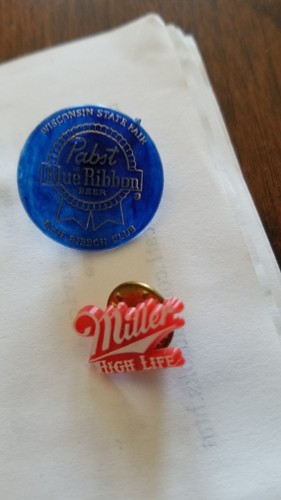 WISCONSIN STATE FAIR
Pabst
Blue Ribbon
BEER
BLUE RIBBON CLUB
Miller
HIGH LIFE